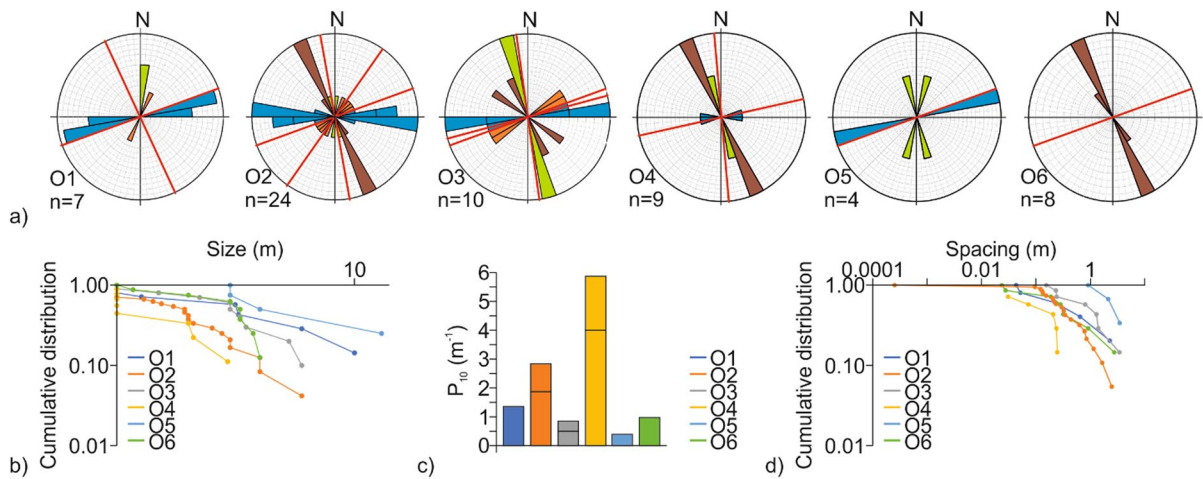 N
N
N
N
N
N
O1
n=7
O2
n=24
O3
n=10
O4
n=9
O5
n=4
O6
n=8
a)
Size (m)
10
1.00
0.10
0.01
Cumulative distribution
O1
O2
O3
O4
O5
O6
b)
6
5
4
3
2
1
0
P10 (m-1)
O1
O2
O3
O4
O5
O6
c)
Spacing (m)
0.0001
0.01
1
1.00
0.10
0.01
Cumulative distribution
O1
O2
O3
O4
O5
O6
d)